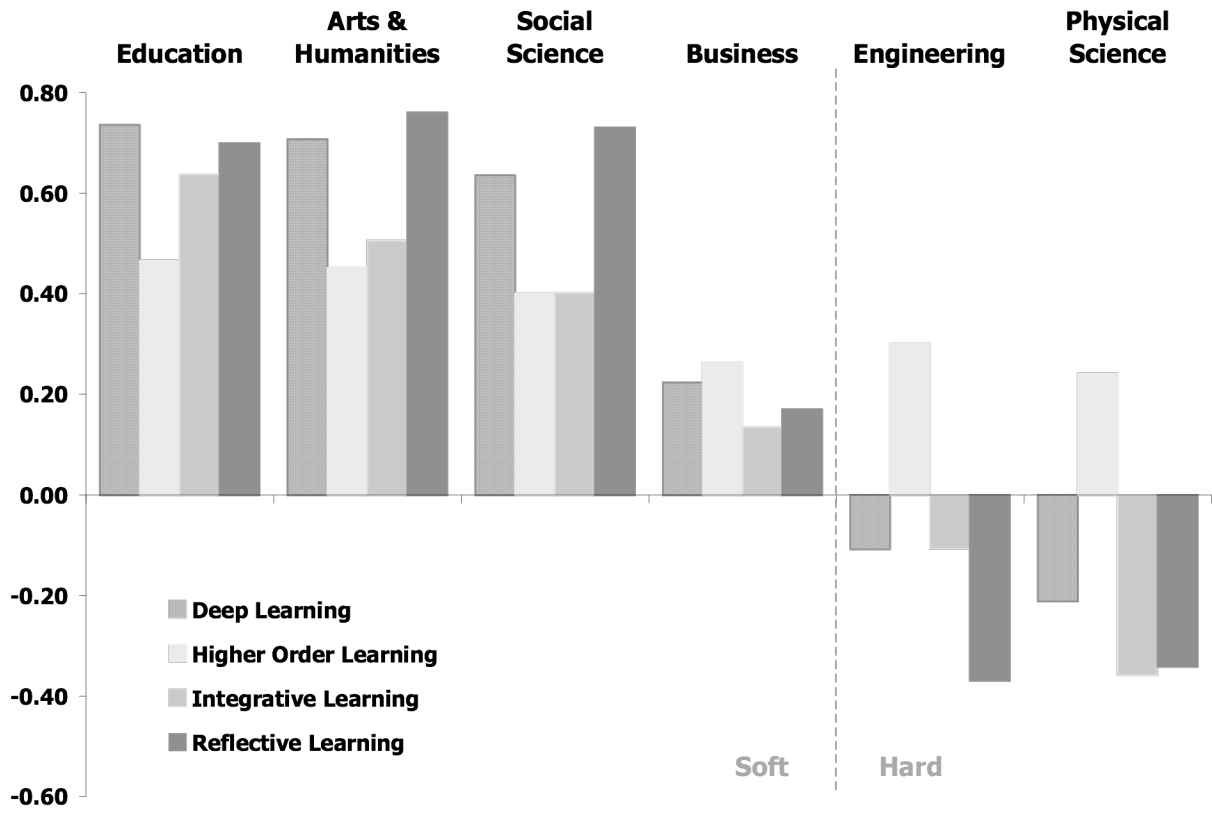 Education
Arts &
Humanities
Social
Science
Business
Engineering
Physical
Science
0.80
0.60
0.40
0.20
0.00
-0.20
-0.40
-0.60
Deep Learning
Higher Order Learning
Integrative Learning
Reflective Learning
Soft
Hard